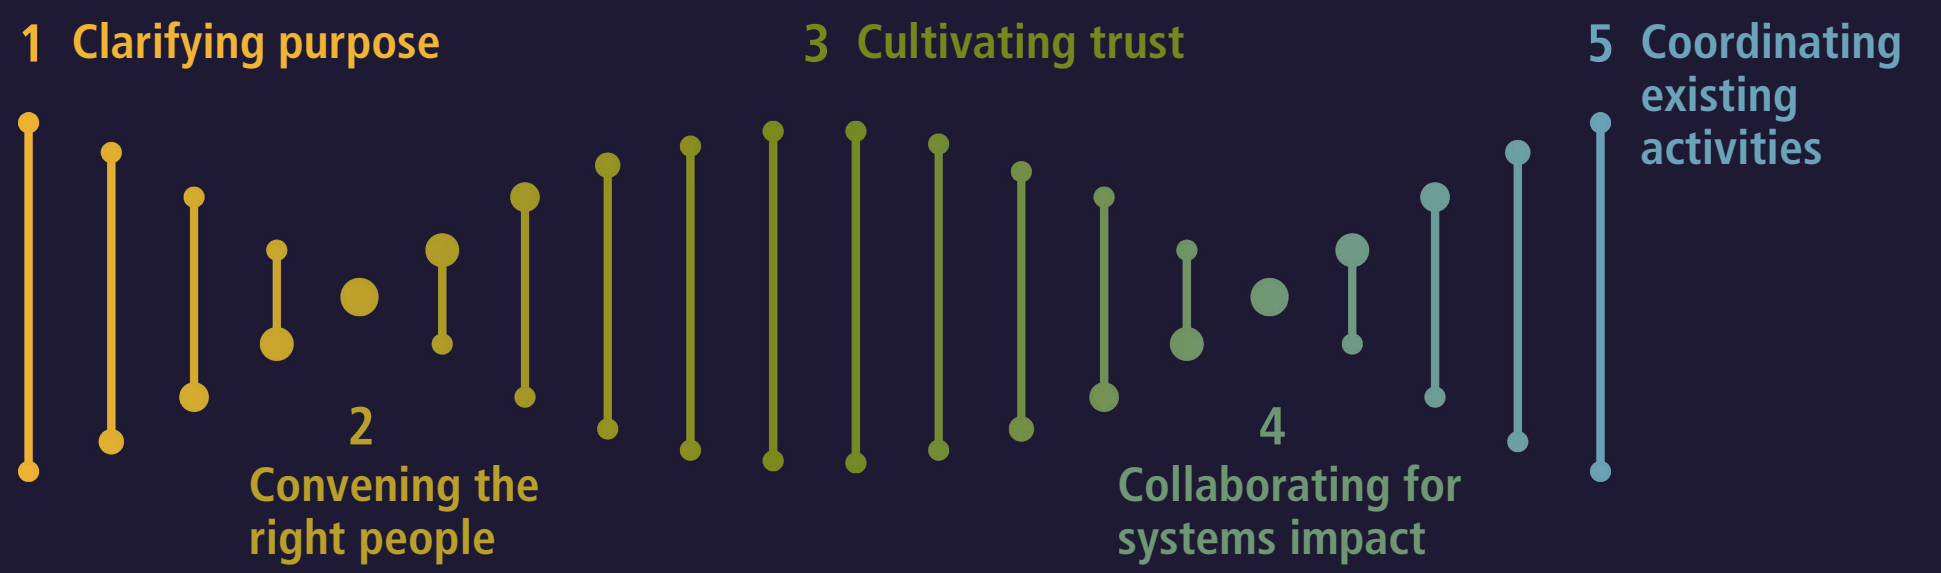 1 Clarifying purpose
2
Convening the
right people
3 Cultivating trust
4
Collaborating for
systems impact
5 Coordinating
existing
activities